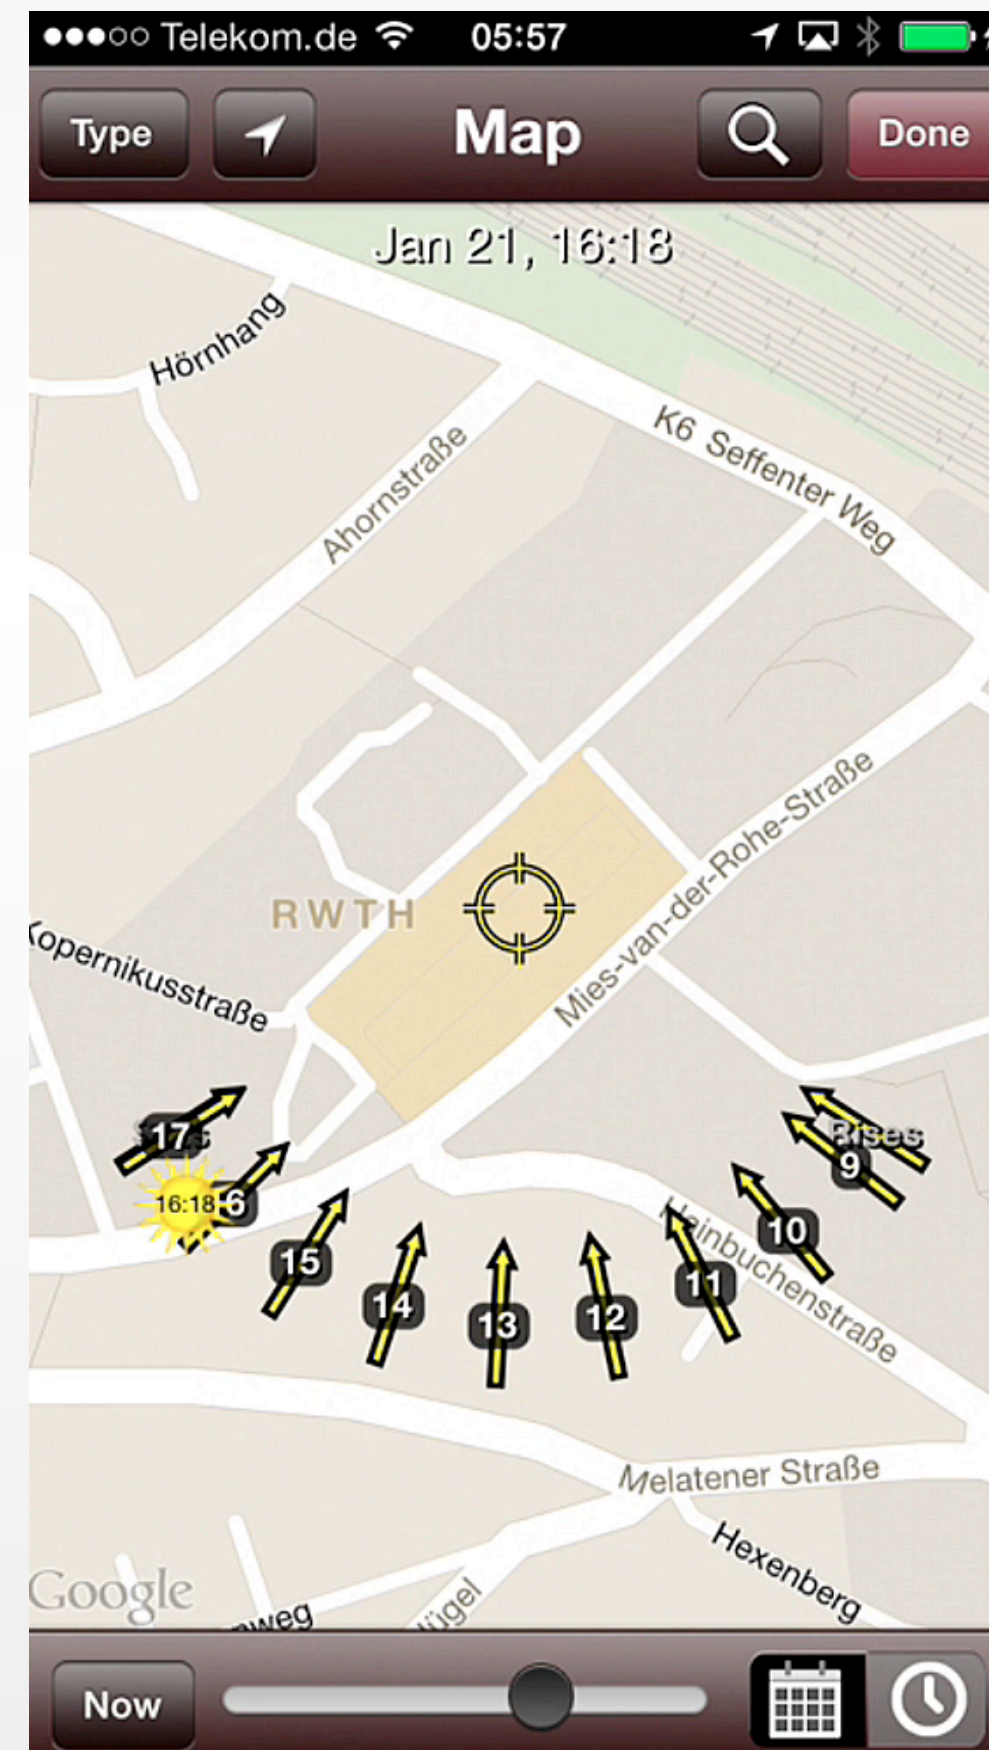 Telekom.de 05:57
Type Map Done
Jan 21, 16:18
Hörnhang
Ahornstraße
K6 Seffenter Weg
Mies-van-der-Rohe-Straße
RWTH
Kopernikusstraße
17
Rises
9
16:18
10
15
11
Hainbuchenstraße
14
13
12
Melatener Straße
Hexenberg
Google
Now